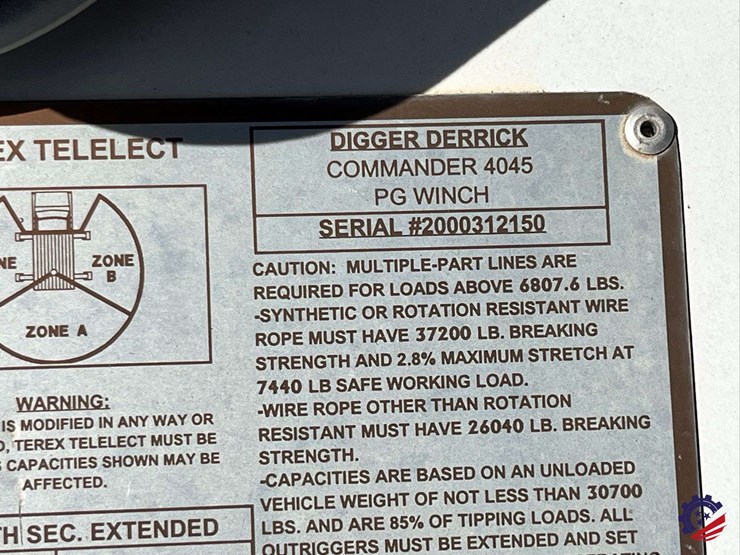 EX TELELECT
ZONE B
ZONE A
WARNING:
IS MODIFIED IN ANY WAY OR
TEREX TELELECT MUST BE
CAPACITIES SHOWN MAY BE
AFFECTED.
SEC. EXTENDED
DIGGER DERRICK
COMMANDER 4045
PG WINCH
SERIAL #2000312150
CAUTION: MULTIPLE-PART LINES ARE
REQUIRED FOR LOADS ABOVE 6807.6 LBS.
-SYNTHETIC OR ROTATION RESISTANT WIRE
ROPE MUST HAVE 37200 LB. BREAKING
STRENGTH AND 2.8% MAXIMUM STRETCH AT
7440 LB SAFE WORKING LOAD.
-WIRE ROPE OTHER THAN ROTATION
RESISTANT MUST HAVE 26040 LB. BREAKING
STRENGTH.
-CAPACITIES ARE BASED ON AN UNLOADED
VEHICLE WEIGHT OF NOT LESS THAN 30700
LBS. AND ARE 85% OF TIPPING LOADS. ALL
OUTRIGGERS MUST BE EXTENDED AND SET